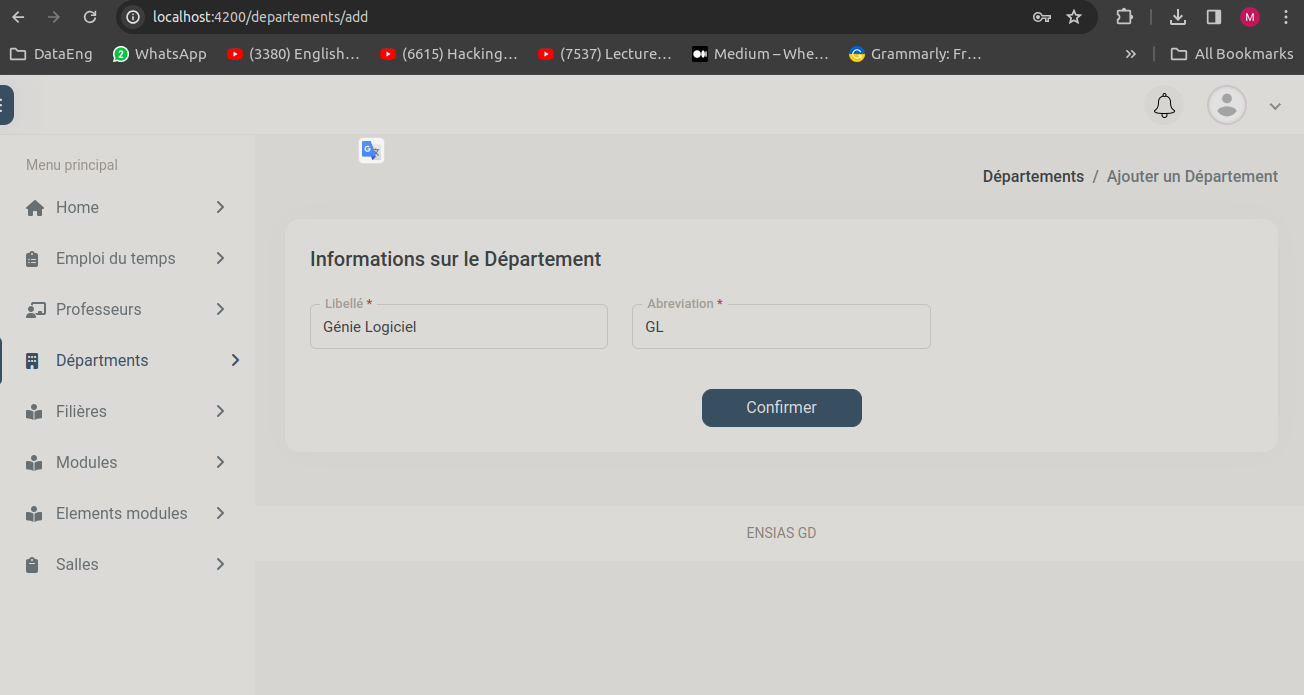 localhost:4200/departements/add
M
DataEng
2 WhatsApp
(3380) English…
(6615) Hacking…
(7537) Lecture…
Medium – Whe…
Grammarly: Fr…
»
All Bookmarks
Menu principal
Home
Emploi du temps
Professeurs
Départments
Filières
Modules
Elements modules
Salles
G
Départements / Ajouter un Département
Informations sur le Département
Libellé *
Génie Logiciel
Abreviation *
GL
Confirmer
ENSIAS GD